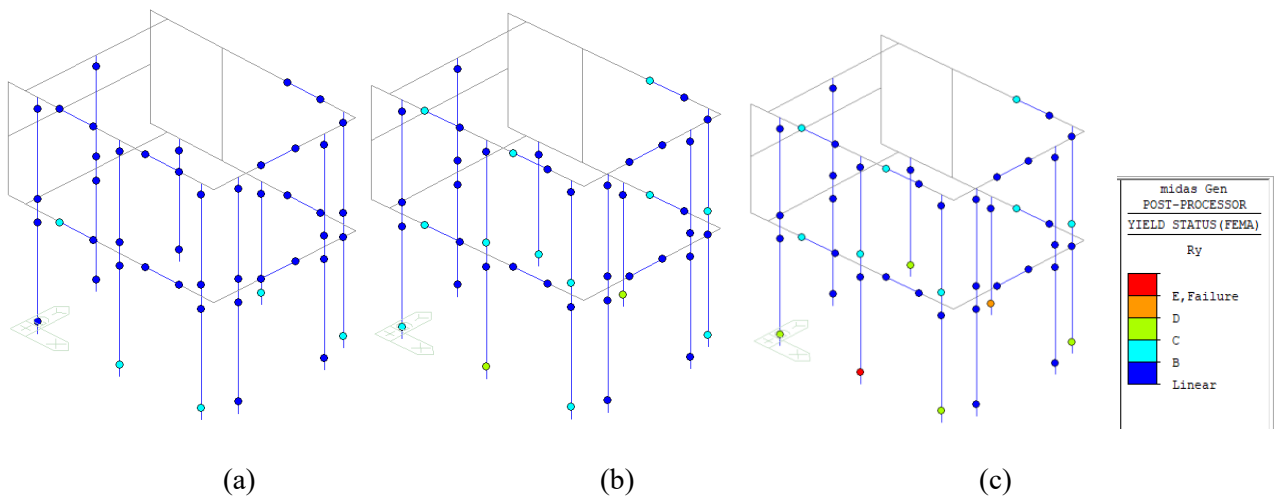 midas Gen
POST-PROCESSOR
YIELD STATUS(FEMA)
Ry
E,Failure
D
C
B
Linear
(a)
(b)
(c)